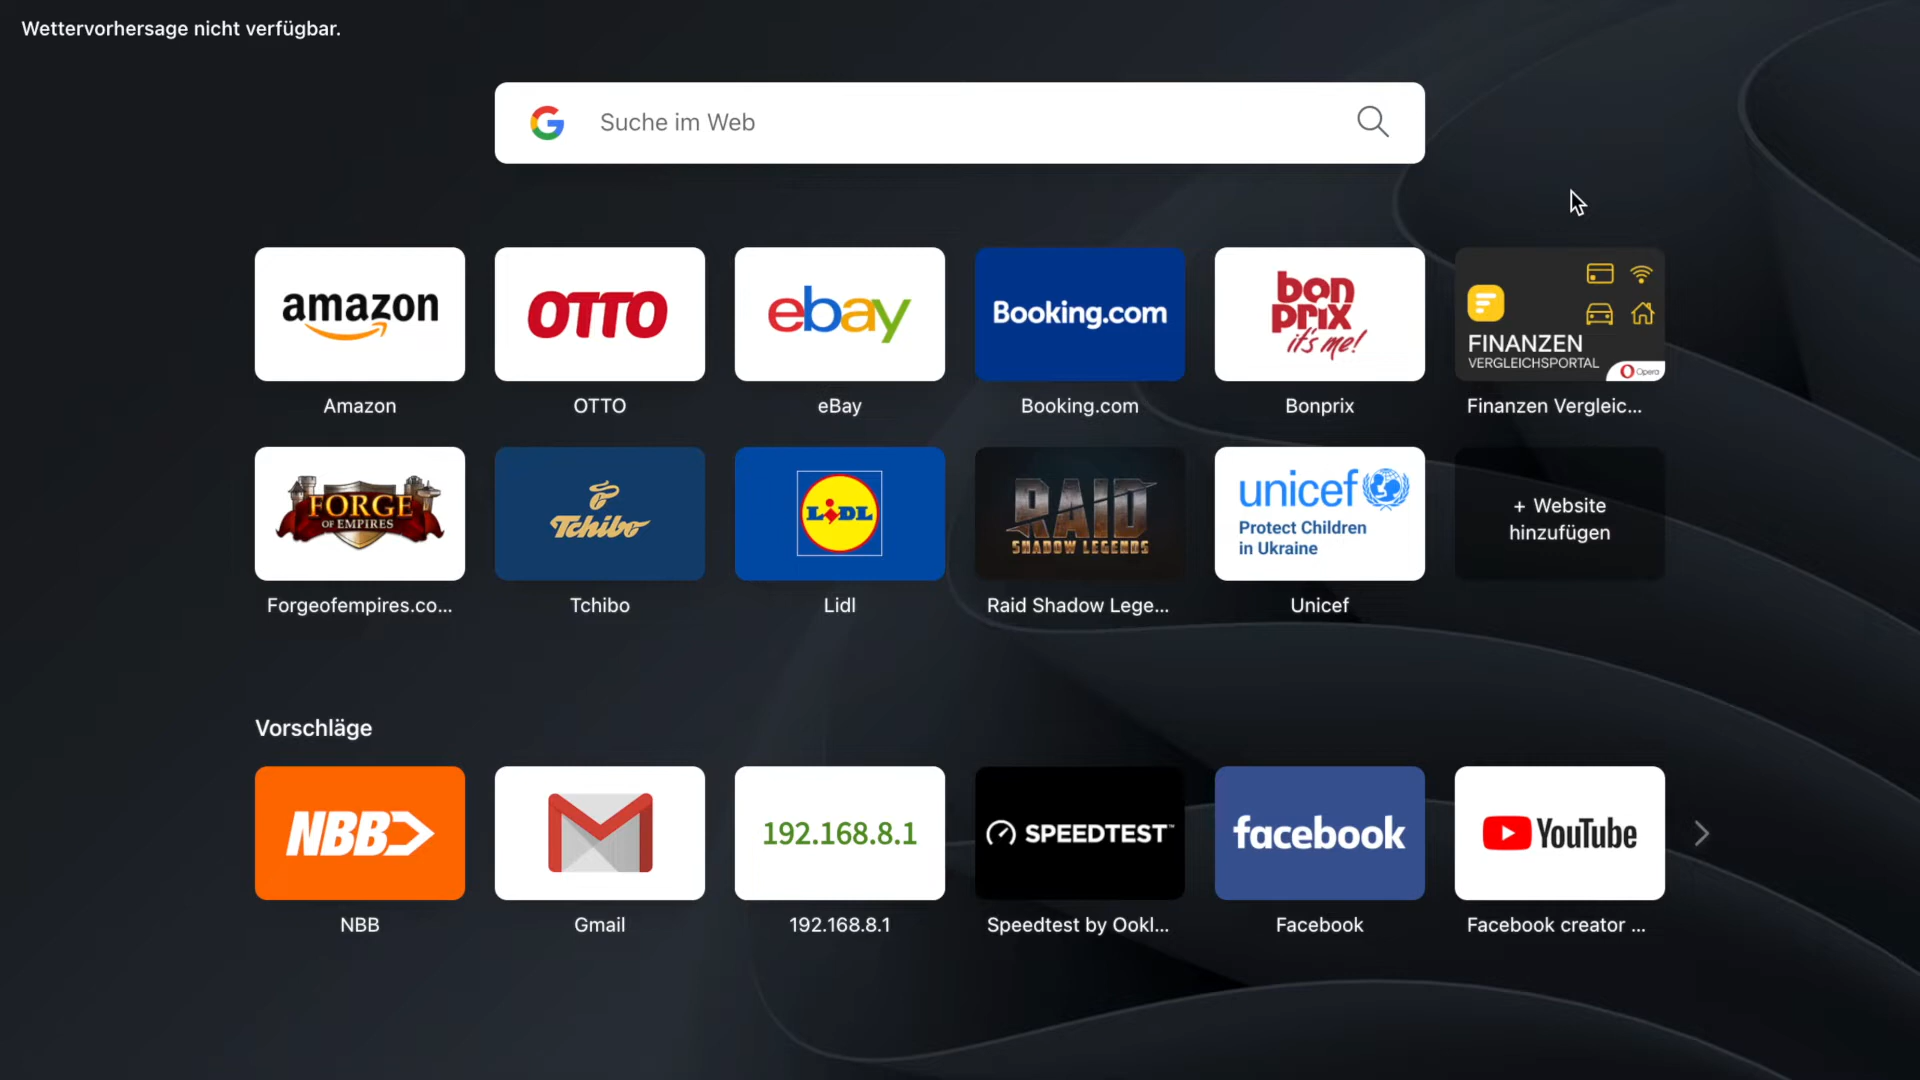 Wettervorhersage nicht verfügbar.
Suche im Web
amazon
OTTO
ebay
Booking.com
bon
prix
it's me!
FINANZEN
VERGLEICHSPORTAL
Opera
Amazon
OTTO
eBay
Booking.com
Bonprix
Finanzen Vergleic...
FORGE
OF EMPIRES
Tchibo
LIDL
RAID
SHADOW LEGENDS
unicef
Protect Children
in Ukraine
+ Website
hinzufügen
Forgeofempires.co...
Tchibo
Lidl
Raid Shadow Lege...
Unicef
Vorschläge
NBB
M
192.168.8.1
SPEEDTEST™
facebook
YouTube
NBB
Gmail
192.168.8.1
Speedtest by Ookl...
Facebook
Facebook creator ...